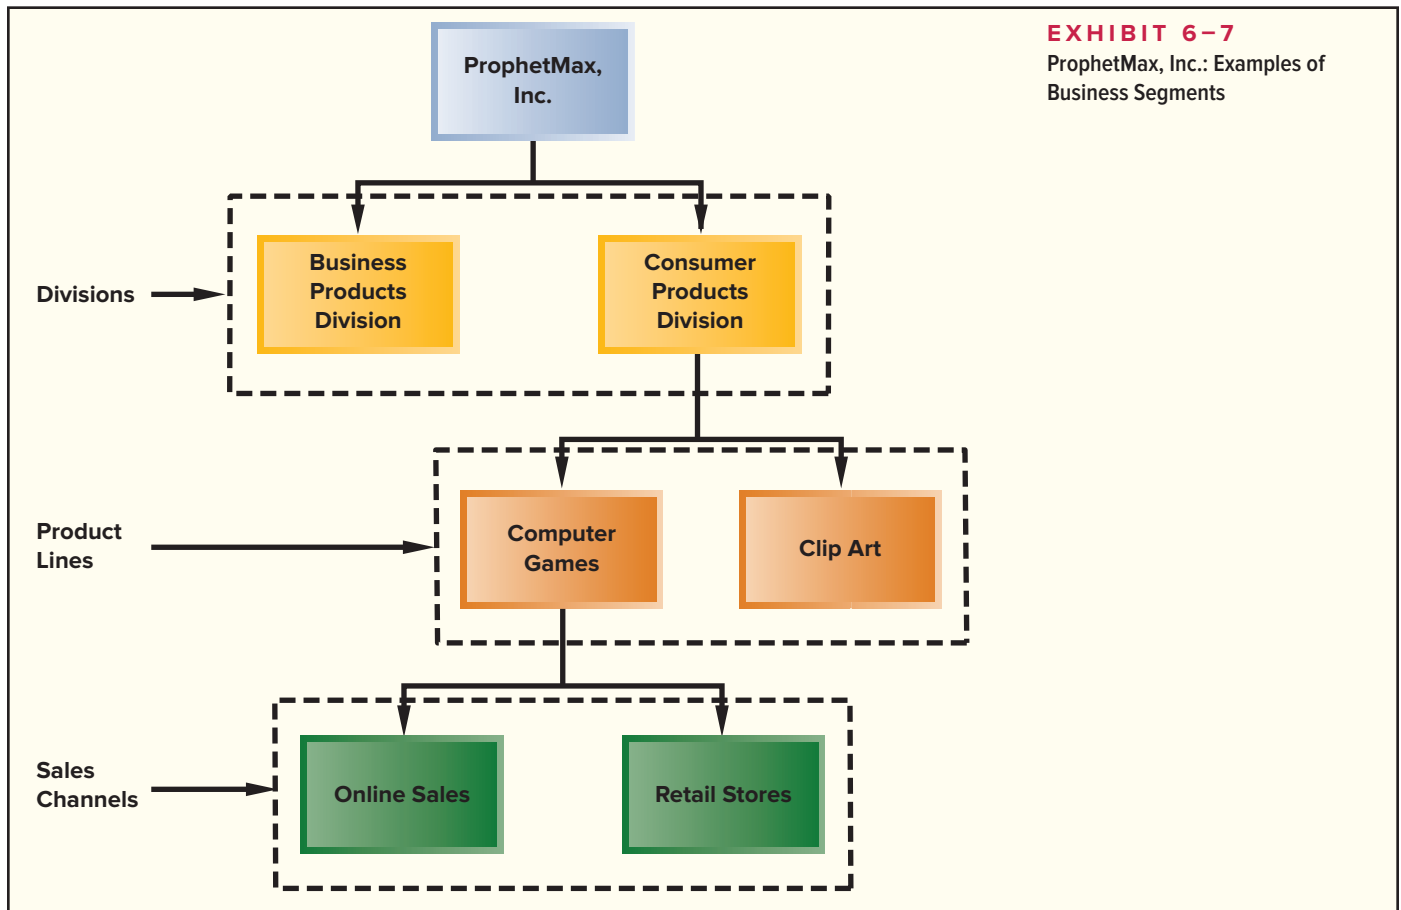 EXHIBIT 6–7
ProphetMax, Inc.: Examples of
Business Segments
ProphetMax,
Inc.
Divisions
Business
Products
Division
Consumer
Products
Division
Product
Lines
Computer
Games
Clip Art
Sales
Channels
Online Sales
Retail Stores